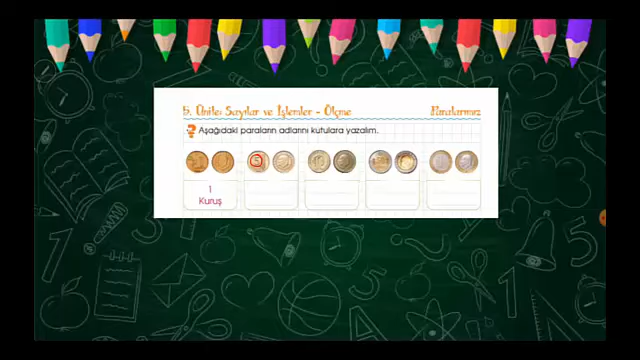 5. Ünite: Sayılar ve İşlemler - Ölçme Paralarımız
Aşağıdaki paraların adlarını kutulara yazalım.
1
Kuruş